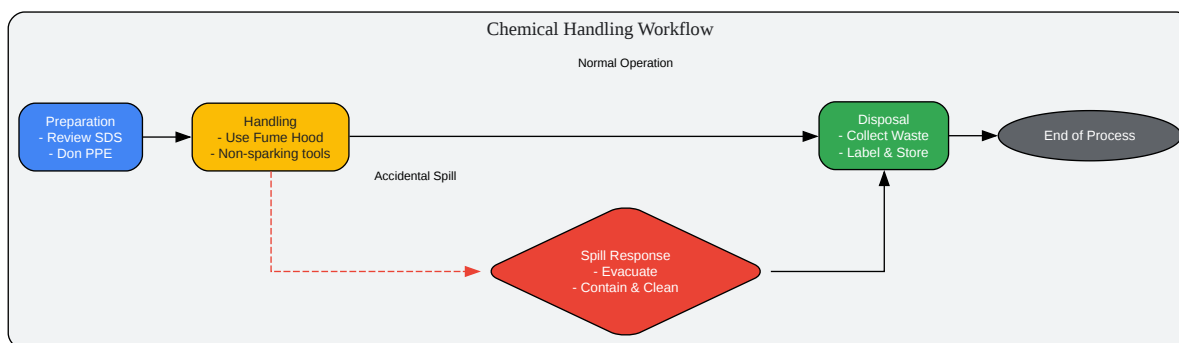 Chemical Handling Workflow
Normal Operation
Preparation
- Review SDS
- Don PPE
Handling
- Use Fume Hood
- Non-sparking tools
Disposal
- Collect Waste
- Label & Store
End of Process
Accidental Spill
Spill Response
- Evacuate
- Contain & Clean